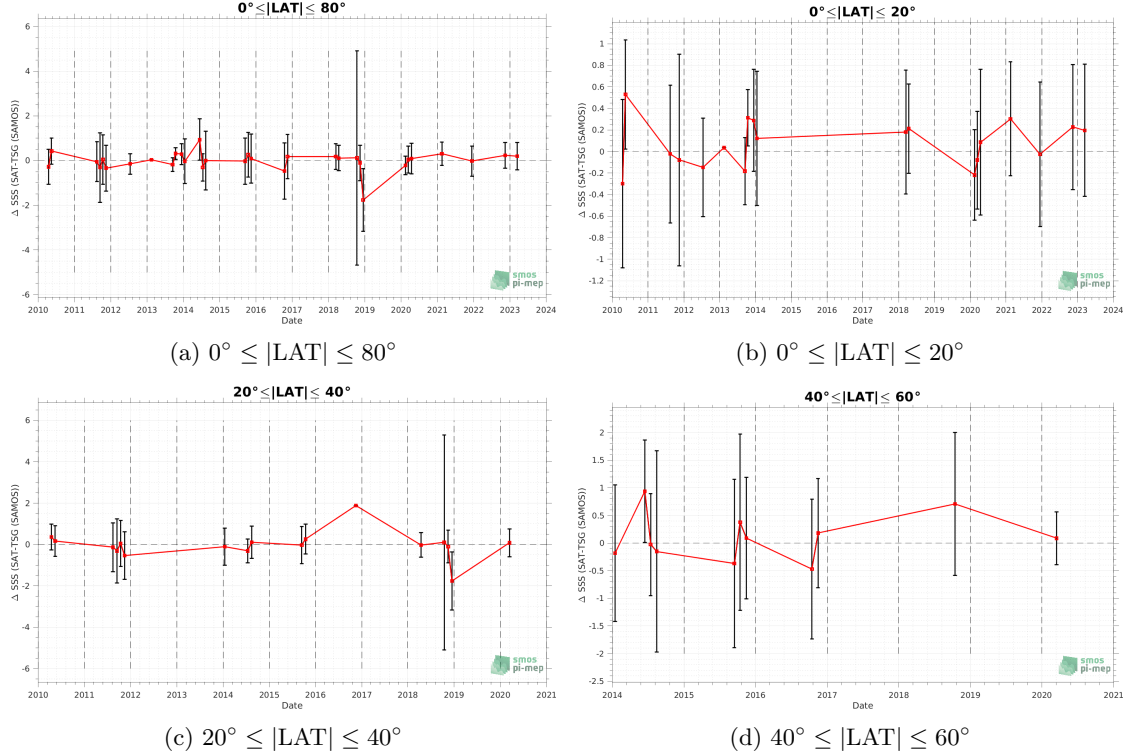 0°≤|LAT|≤ 80°
Δ SSS (SAT-TSG (SAMOS))
6
4
2
0
-2
-4
-6
2010 2011 2012 2013 2014 2015 2016 2017 2018 2019 2020 2021 2022 2023 2024
Date
smos
pi-mep
(a) 0° ≤ |LAT| ≤ 80°
0°≤|LAT|≤ 20°
Δ SSS (SAT-TSG (SAMOS))
1
0.8
0.6
0.4
0.2
0
-0.2
-0.4
-0.6
-0.8
-1
-1.2
2010 2011 2012 2013 2014 2015 2016 2017 2018 2019 2020 2021 2022 2023 2024
Date
smos
pi-mep
(b) 0° ≤ |LAT| ≤ 20°
20°≤|LAT|≤ 40°
Δ SSS (SAT-TSG (SAMOS))
6
4
2
0
-2
-4
-6
2010 2011 2012 2013 2014 2015 2016 2017 2018 2019 2020 2021
Date
smos
pi-mep
(c) 20° ≤ |LAT| ≤ 40°
40°≤|LAT|≤ 60°
Δ SSS (SAT-TSG (SAMOS))
2
1.5
1
0.5
0
-0.5
-1
-1.5
-2
-2.5
2014 2015 2016 2017 2018 2019 2020 2021
Date
smos
pi-mep
(d) 40° ≤ |LAT| ≤ 60°